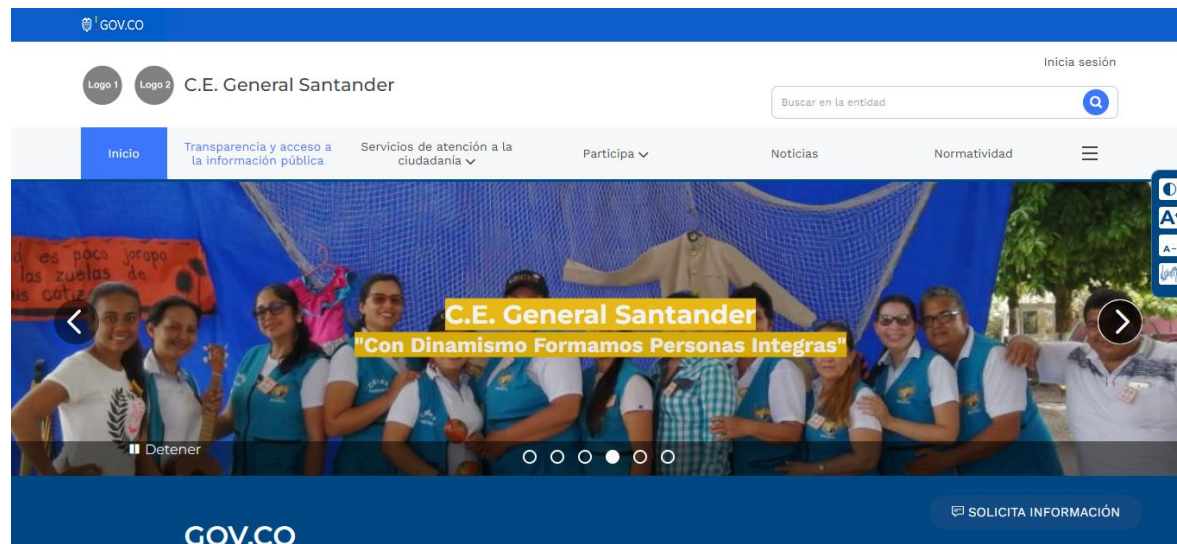 GOV.CO
Inicia sesión
Logo 1
Logo 2
C.E. General Santander
Buscar en la entidad
Inicio
Transparencia y acceso a
la información pública
Servicios de atención a la
ciudadanía
Participa
Noticias
Normatividad
A+
A-
es poco joropo
las zuelas de
cotiz
C.E. General Santander
"Con Dinamismo Formamos Personas Integras"
Detener
SOLICITA INFORMACIÓN
GOV.CO